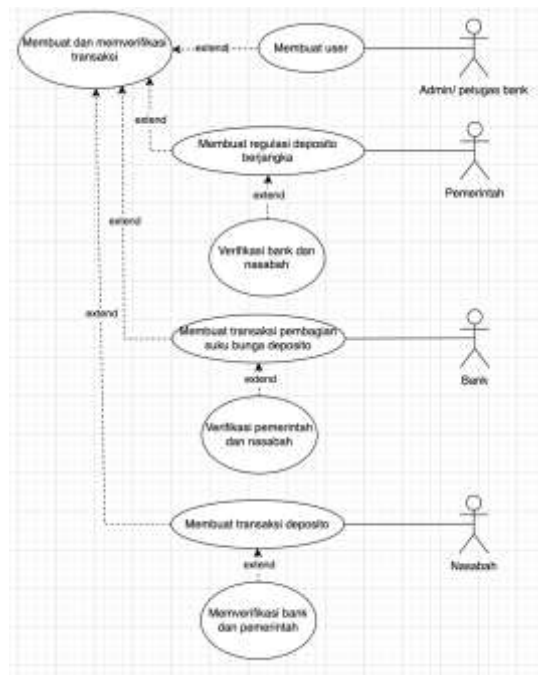 Membuat dan memverifikasi
transaksi
extend
Membuat user
Admin/ petugas bank
extend
Membuat regulasi deposito
berjangka
Pemerintah
extend
extend
Verifikasi bank dan
nasabah
extend
Membuat transaksi pembagian
suku bunga deposito
Bank
extend
Verifikasi pemerintah
dan nasabah
Membuat transaksi deposito
Nasabah
extend
Memverifikasi bank
dan pemerintah